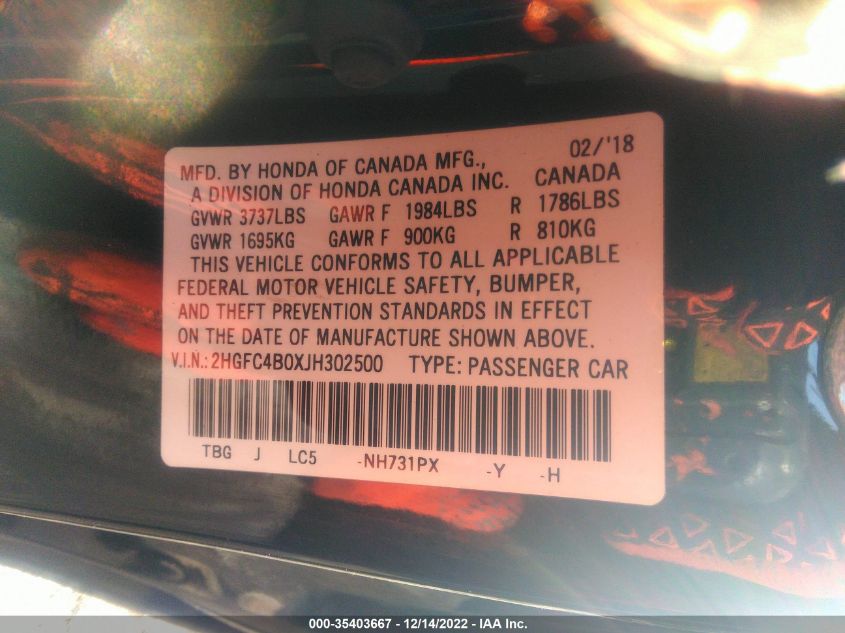 02/'18
MFD. BY HONDA OF CANADA MFG.,
A DIVISION OF HONDA CANADA INC. CANADA
GVWR 3737LBS GAWR F 1984LBS R 1786LBS
GVWR 1695KG GAWR F 900KG R 810KG
THIS VEHICLE CONFORMS TO ALL APPLICABLE
FEDERAL MOTOR VEHICLE SAFETY, BUMPER,
AND THEFT PREVENTION STANDARDS IN EFFECT
ON THE DATE OF MANUFACTURE SHOWN ABOVE.
V.I.N.: 2HGFC4B0XJH302500 TYPE: PASSENGER CAR
TBG J LC5 -NH731PX -Y -H
000-35403667 - 12/14/2022 - IAA Inc.